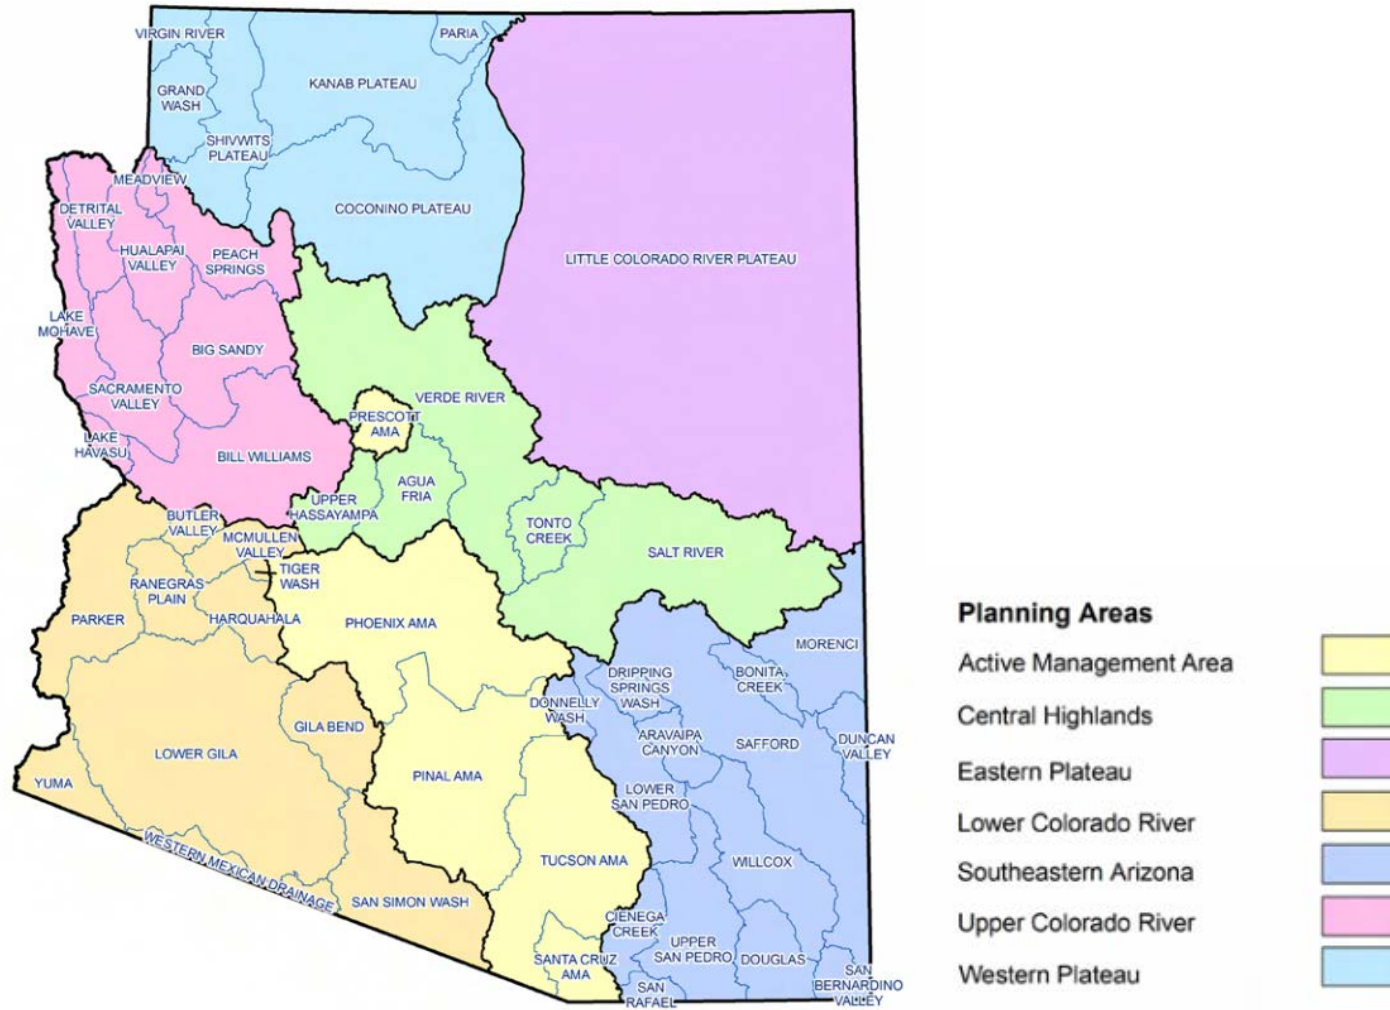 VIRGIN RIVER
PARIA
KANAB PLATEAU
GRAND
WASH
SHIVWITS
PLATEAU
MEADVIEW
COCONINO PLATEAU
DETRITAL
VALLEY
HUALAPAI
VALLEY
PEACH
SPRINGS
LITTLE COLORADO RIVER PLATEAU
LAKE
MOHAVE
BIG SANDY
SACRAMENTO
VALLEY
VERDE RIVER
PRESCOTT
AMA
LAKE
HAVASU
BILL WILLIAMS
AGUA
FRIA
UPPER
HASSAYAMPA
BUTLER
VALLEY
MCMULLEN
VALLEY
TONTO
CREEK
SALT RIVER
TIGER
WASH
RANEGRAS
PLAIN
PARKER
HARQUAHALA
PHOENIX AMA
MORENCI
DRIPPING
SPRINGS
WASH
BONITA
CREEK
DONNELLY
WASH
GILA BEND
ARAVAIPA
CANYON
SAFFORD
DUNCAN
VALLEY
LOWER GILA
YUMA
PINAL AMA
LOWER
SAN PEDRO
WESTERN MEXICAN DRAINAGE
TUCSON AMA
WILLCOX
SAN SIMON WASH
CIENEGA
CREEK
UPPER
SAN PEDRO
DOUGLAS
SANTA CRUZ
AMA
SAN
RAFAEL
SAN
BERNARDINO
VALLEY
Planning Areas
Active Management Area
Central Highlands
Eastern Plateau
Lower Colorado River
Southeastern Arizona
Upper Colorado River
Western Plateau